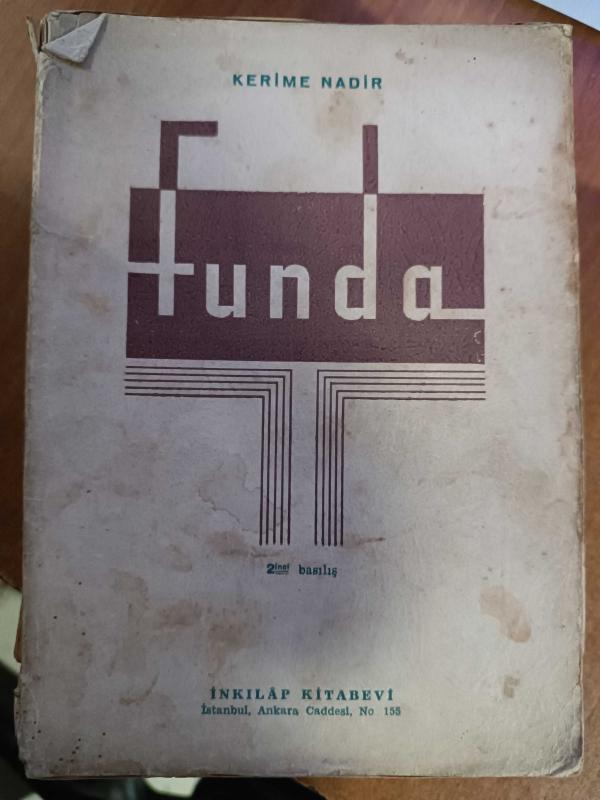 KERİME NADİR
funda
2inci basılış
İNKILÂP KİTABEVİ
İstanbul, Ankara Caddesi, No 155